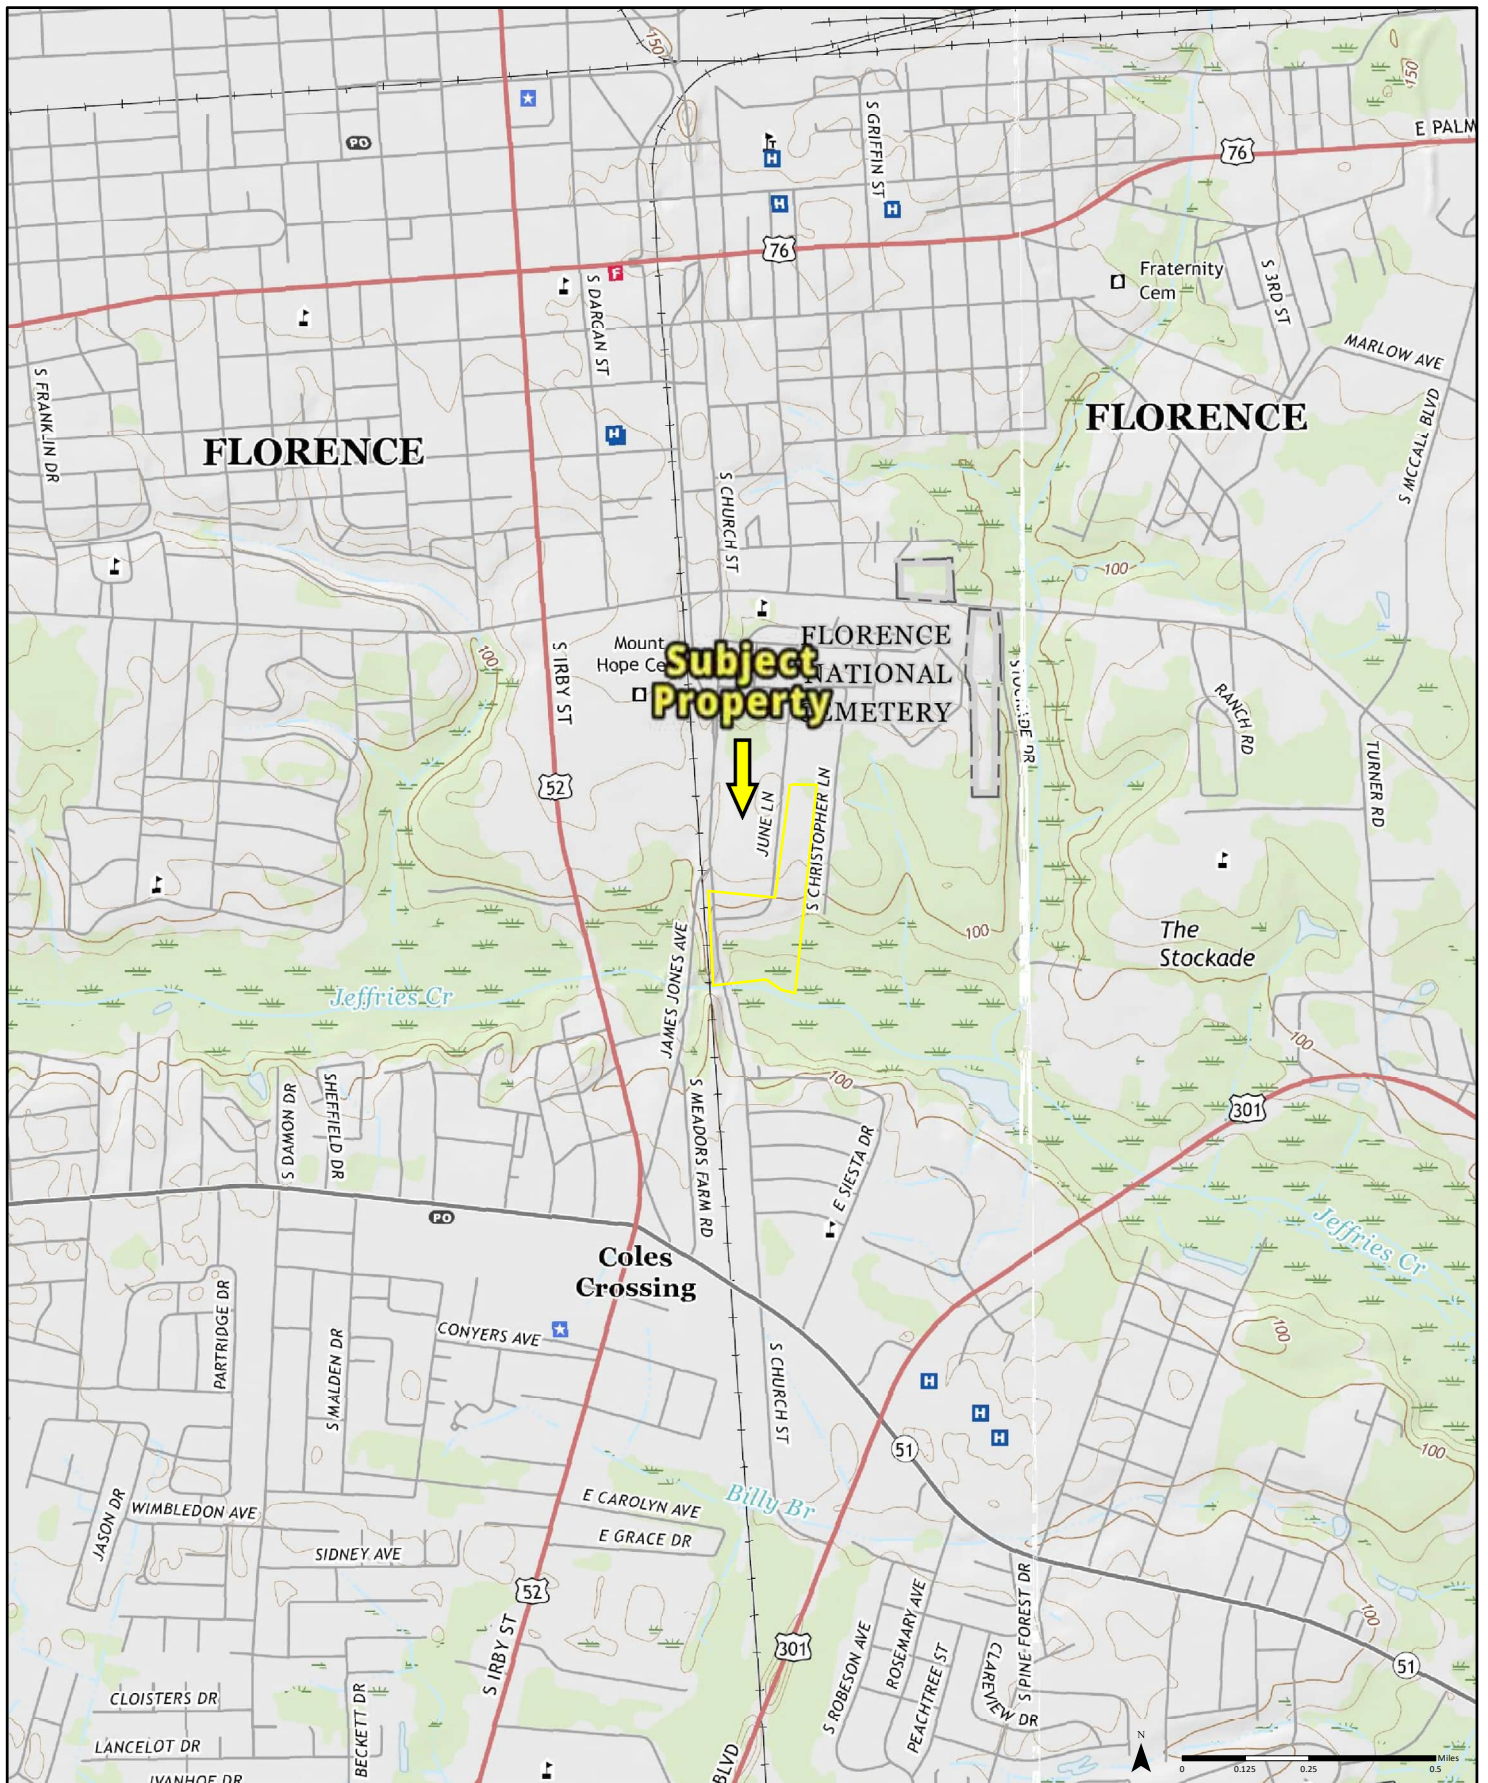 150
150
S GRIFFIN ST
E PALM
PO
T
H
76
H
H
76
F
S DARGAN ST
Fraternity
Cem
S 3RD ST
MARLOW AVE
S FRANKLIN DR
S MCCALL BLVD
FLORENCE
FLORENCE
H
S CHURCH ST
100
Mount
Hope Ce
FLORENCE
NATIONAL
EMETERY
Subject
Property
100
S IRBY ST
DR
RANCH RD
TURNER RD
52
JUNE LN
S CHRISTOPHER LN
100
The
Stockade
JAMES JONES AVE
Jeffries Cr
100
100
S MEADORS FARM RD
S DAMON DR
SHEFFIELD DR
301
E SIESTA DR
PO
Jeffries Cr
Coles
Crossing
PARTRIDGE DR
CONYERS AVE
S MALDEN DR
100
S CHURCH ST
H
H
H
51
100
Billy Br
JASON DR
WIMBLEDON AVE
E CAROLYN AVE
E GRACE DR
SIDNEY AVE
52
S IRBY ST
100
301
S ROBESON AVE
ROSEMARY AVE
PEACHTREE ST
CLAREVIEW DR
S PINE FOREST DR
51
CLOISTERS DR
BECKETT DR
LANCELOT DR
IVANHOE DR
BLVD
N
Miles
0 0.125 0.25 0.5